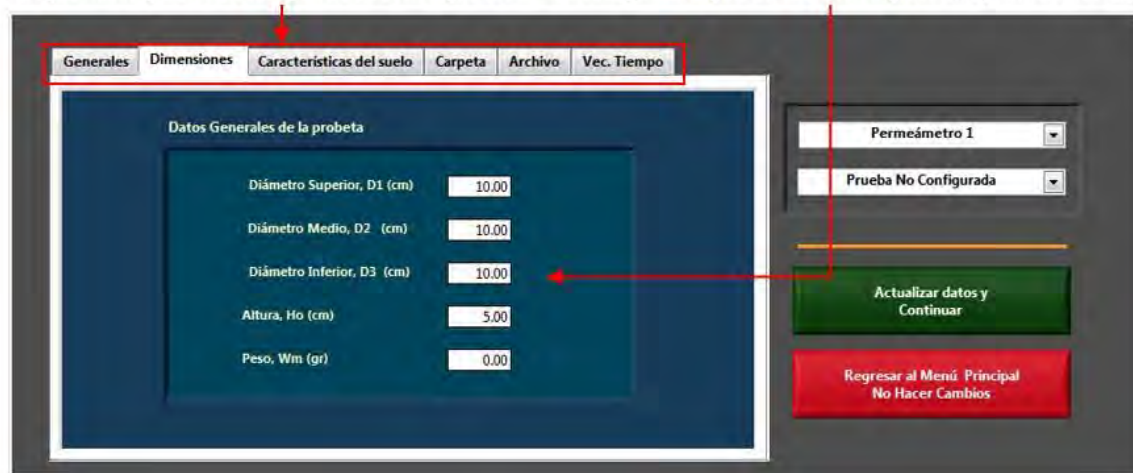 Generales Dimensiones Características del suelo Carpeta Archivo Vec. Tiempo
Datos Generales de la probeta
Diámetro Superior, D1 (cm) 10.00
Diámetro Medio, D2 (cm) 10.00
Diámetro Inferior, D3 (cm) 10.00
Altura, Ho (cm) 5.00
Peso, Wm (gr) 0.00
Permeámetro 1
Prueba No Configurada
Actualizar datos y
Continuar
Regresar al Menú Principal
No Hacer Cambios